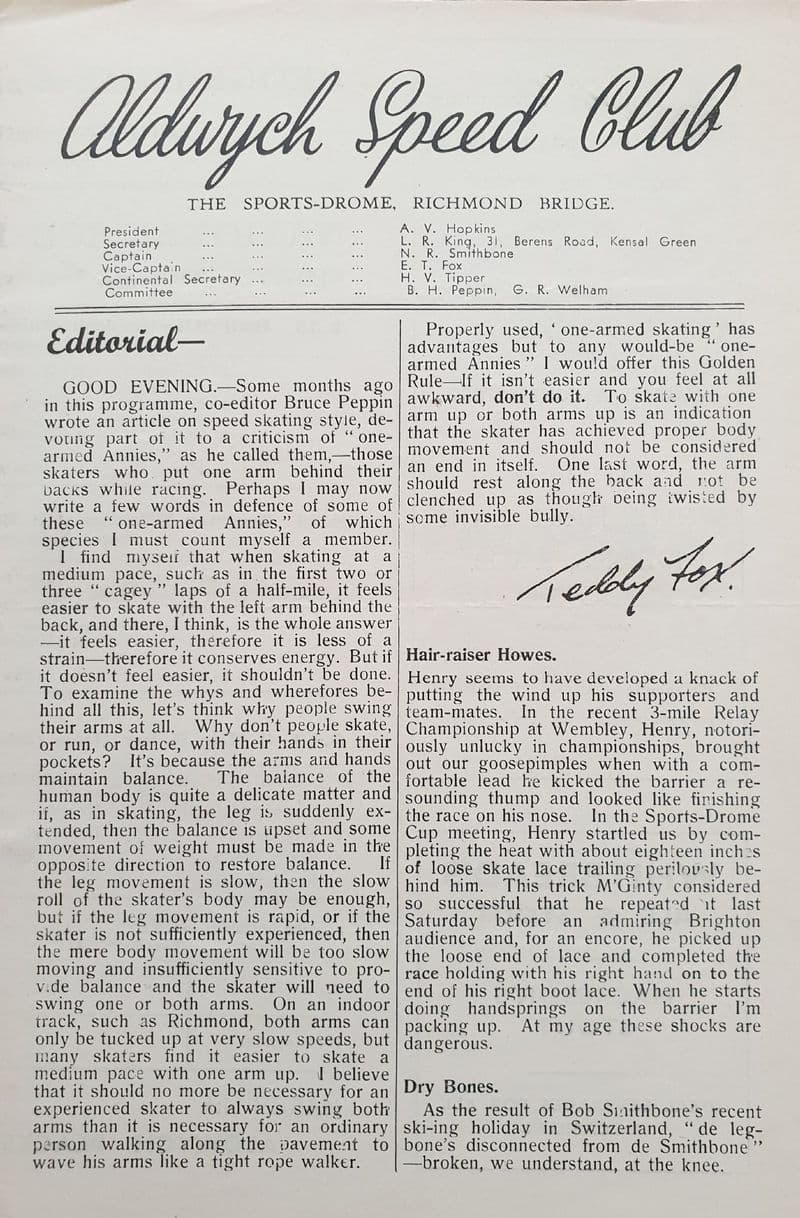 Aldwych Speed Club
THE SPORTS-DROME, RICHMOND BRIDGE.
President ... ... ... ... A. V. Hopkins
Secretary ... ... ... ... L. R. King, 31, Berens Road, Kensal Green
Captain ... ... ... ... N. R. Smithbone
Vice-Captain ... ... ... ... E. T. Fox
Continental Secretary ... ... ... ... H. V. Tipper
Committee ... ... ... ... B. H. Peppin, G. R. Welham
Editorial—
GOOD EVENING.—Some months ago
in this programme, co-editor Bruce Peppin
wrote an article on speed skating style, de-
voting part of it to a criticism of “ one-
armed Annies,” as he called them,—those
skaters who put one arm behind their
backs while racing. Perhaps I may now
write a few words in defence of some of
these “ one-armed Annies,” of which
species I must count myself a member.
I find myself that when skating at a
medium pace, such as in the first two or
three “ cagey ” laps of a half-mile, it feels
easier to skate with the left arm behind the
back, and there, I think, is the whole answer
—it feels easier, therefore it is less of a
strain—therefore it conserves energy. But if
it doesn’t feel easier, it shouldn’t be done.
To examine the whys and wherefores be-
hind all this, let’s think why people swing
their arms at all. Why don’t people skate,
or run, or dance, with their hands in their
pockets? It’s because the arms and hands
maintain balance. The balance of the
human body is quite a delicate matter and
if, as in skating, the leg is suddenly ex-
tended, then the balance is upset and some
movement of weight must be made in the
opposite direction to restore balance. If
the leg movement is slow, then the slow
roll of the skater’s body may be enough,
but if the leg movement is rapid, or if the
skater is not sufficiently experienced, then
the mere body movement will be too slow
moving and insufficiently sensitive to pro-
vide balance and the skater will need to
swing one or both arms. On an indoor
track, such as Richmond, both arms can
only be tucked up at very slow speeds, but
many skaters find it easier to skate a
medium pace with one arm up. I believe
that it should no more be necessary for an
experienced skater to always swing both
arms than it is necessary for an ordinary
person walking along the pavement to
wave his arms like a tight rope walker.
Properly used, ‘ one-armed skating ’ has
advantages but to any would-be “ one-
armed Annies ” I would offer this Golden
Rule—If it isn’t easier and you feel at all
awkward, don’t do it. To skate with one
arm up or both arms up is an indication
that the skater has achieved proper body
movement and should not be considered
an end in itself. One last word, the arm
should rest along the back and not be
clenched up as though being twisted by
some invisible bully.
Teddy Fox.
Hair-raiser Howes.
Henry seems to have developed a knack of
putting the wind up his supporters and
team-mates. In the recent 3-mile Relay
Championship at Wembley, Henry, notori-
ously unlucky in championships, brought
out our goosepimples when with a com-
fortable lead he kicked the barrier a re-
sounding thump and looked like finishing
the race on his nose. In the Sports-Drome
Cup meeting, Henry startled us by com-
pleting the heat with about eighteen inches
of loose skate lace trailing perilously be-
hind him. This trick M’Ginty considered
so successful that he repeated it last
Saturday before an admiring Brighton
audience and, for an encore, he picked up
the loose end of lace and completed the
race holding with his right hand on to the
end of his right boot lace. When he starts
doing handsprings on the barrier I’m
packing up. At my age these shocks are
dangerous.
Dry Bones.
As the result of Bob Smithbone’s recent
ski-ing holiday in Switzerland, “ de leg-
bone’s disconnected from de Smithbone ”
—broken, we understand, at the knee.